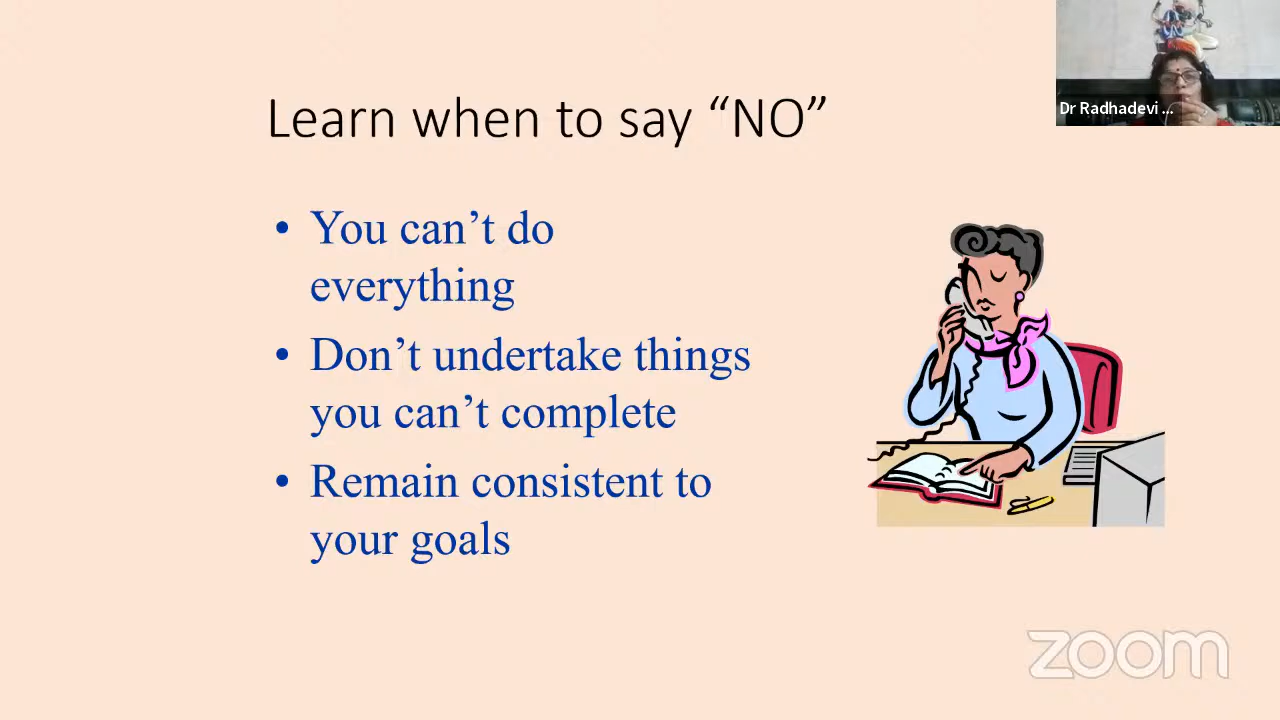 Dr Radhadevi ...
Learn when to say “NO”
• You can’t do
everything
• Don’t undertake things
you can’t complete
• Remain consistent to
your goals
zoom